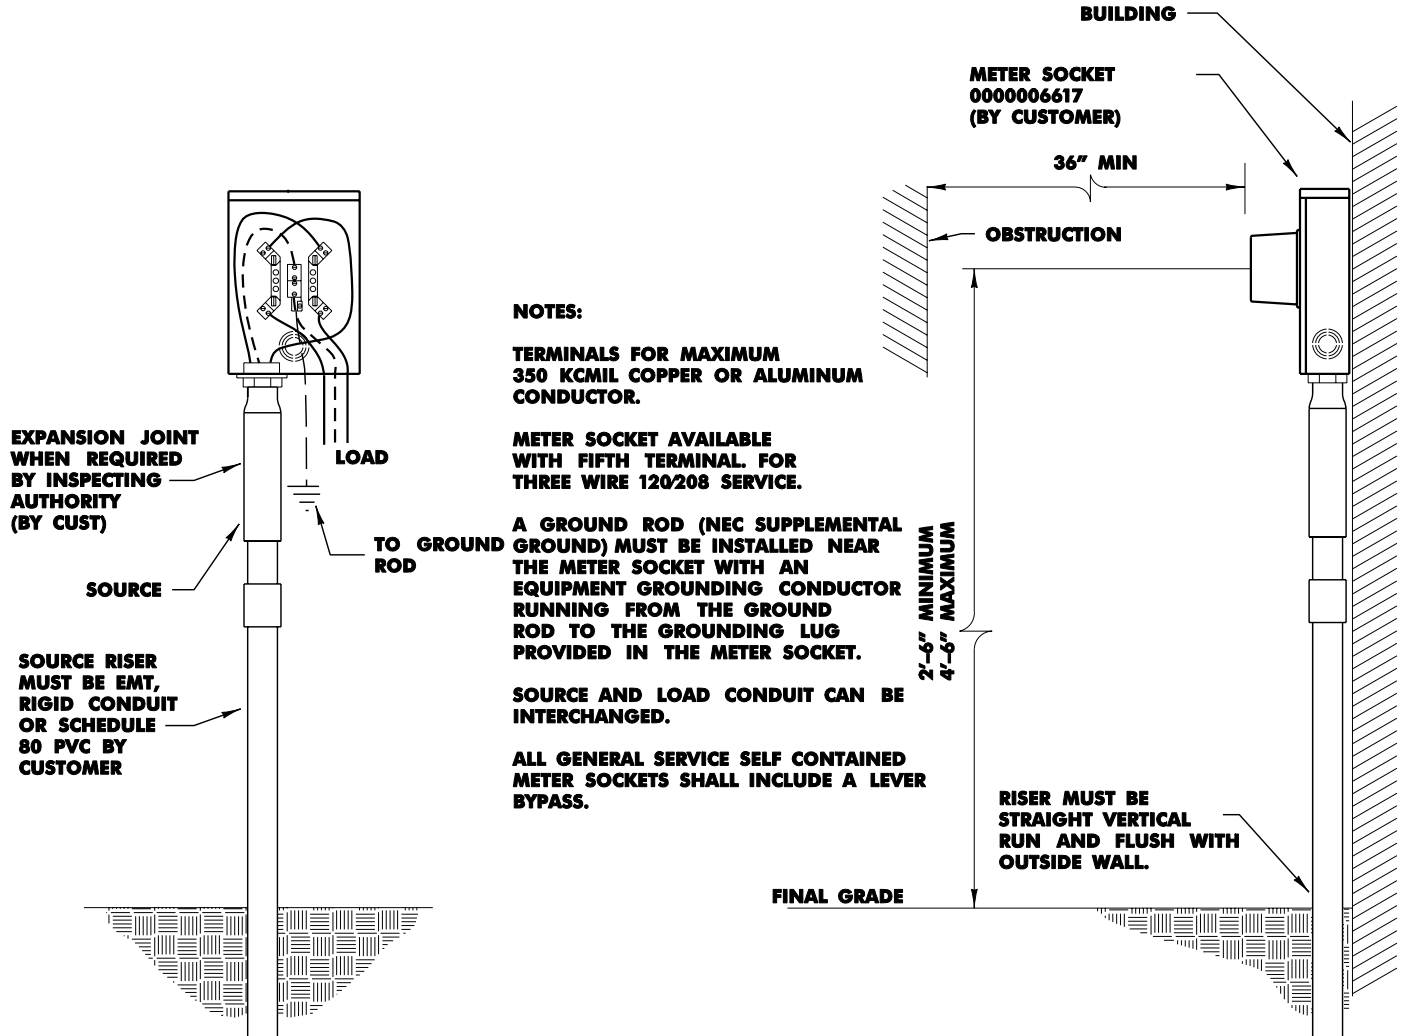 BUILDING
METER SOCKET
0000006617
(BY CUSTOMER)
36" MIN
OBSTRUCTION
NOTES:
TERMINALS FOR MAXIMUM
350 KCMIL COPPER OR ALUMINUM
CONDUCTOR.
METER SOCKET AVAILABLE
WITH FIFTH TERMINAL. FOR
THREE WIRE 120/208 SERVICE.
A GROUND ROD (NEC SUPPLEMENTAL
GROUND) MUST BE INSTALLED NEAR
THE METER SOCKET WITH AN
EQUIPMENT GROUNDING CONDUCTOR
RUNNING FROM THE GROUND
ROD TO THE GROUNDING LUG
PROVIDED IN THE METER SOCKET.
SOURCE AND LOAD CONDUIT CAN BE
INTERCHANGED.
ALL GENERAL SERVICE SELF CONTAINED
METER SOCKETS SHALL INCLUDE A LEVER
BYPASS.
EXPANSION JOINT
WHEN REQUIRED
BY INSPECTING
AUTHORITY
(BY CUST)
LOAD
TO GROUND
ROD
SOURCE
SOURCE RISER
MUST BE EMT,
RIGID CONDUIT
OR SCHEDULE
80 PVC BY
CUSTOMER
2'-6" MINIMUM
4'-6" MAXIMUM
RISER MUST BE
STRAIGHT VERTICAL
RUN AND FLUSH WITH
OUTSIDE WALL.
FINAL GRADE